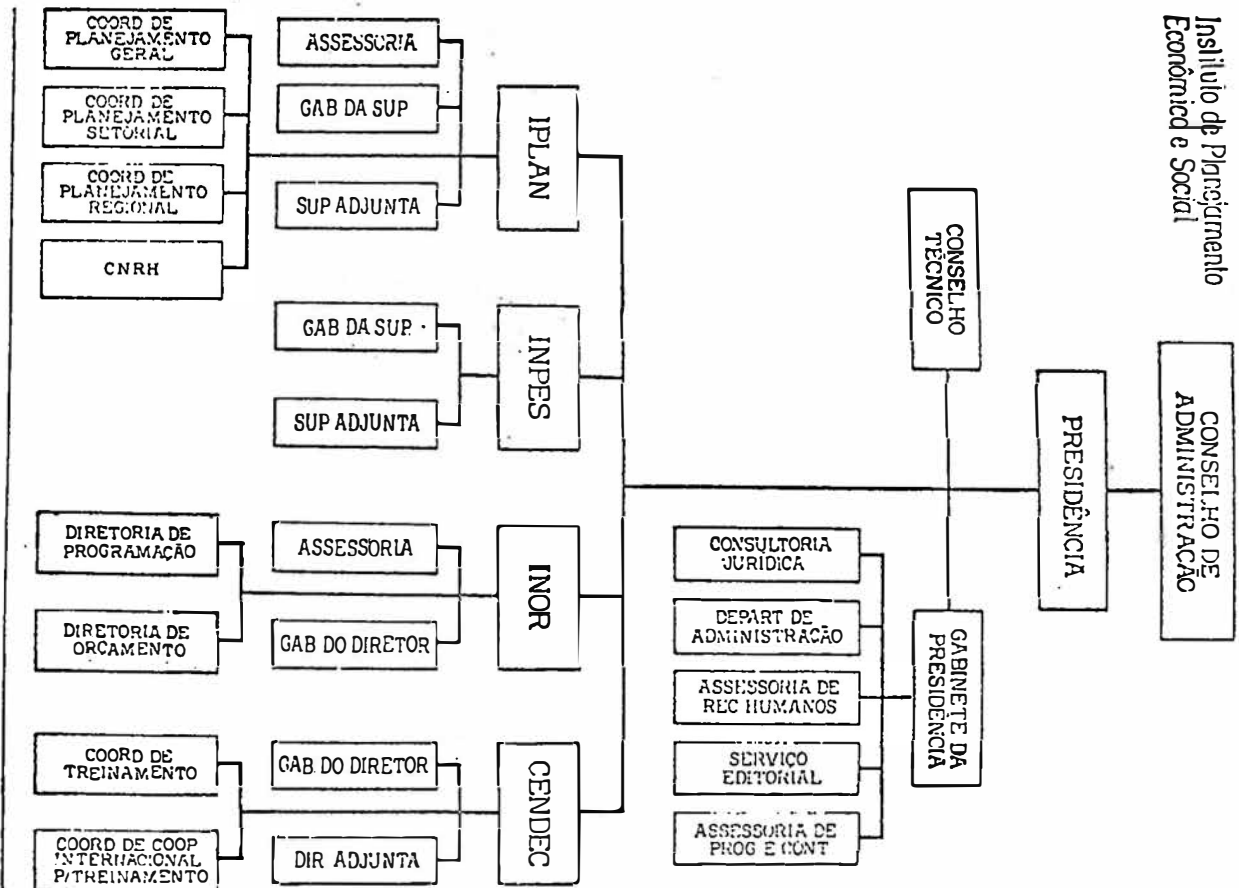 Instituto de Planejamento
Econômico e Social
CONSELHO DE
ADMINISTRAÇÃO
PRESIDÊNCIA
CONSELHO
TÉCNICO
GABINETE DA
PRESIDÊNCIA
CONSULTORIA
JURÍDICA
DEPART DE
ADMINISTRAÇÃO
ASSESSORIA DE
REC HUMANOS
SERVIÇO
EDITORIAL
ASSESSORIA DE
PROG E CONT
IPLAN
ASSESSORIA
GAB DA SUP
SUP ADJUNTA
COORD DE
PLANEJAMENTO
GERAL
COORD DE
PLANEJAMENTO
SETORIAL
COORD DE
PLANEJAMENTO
REGIONAL
CNRH
INPES
GAB DA SUP.
SUP ADJUNTA
INOR
ASSESSORIA
GAB DO DIRETOR
DIRETORIA DE
PROGRAMAÇÃO
DIRETORIA DE
ORÇAMENTO
CENDEC
GAB. DO DIRETOR
DIR ADJUNTA
COORD DE
TREINAMENTO
COORD DE COOP
INTERNACIONAL
P/TREINAMENTO